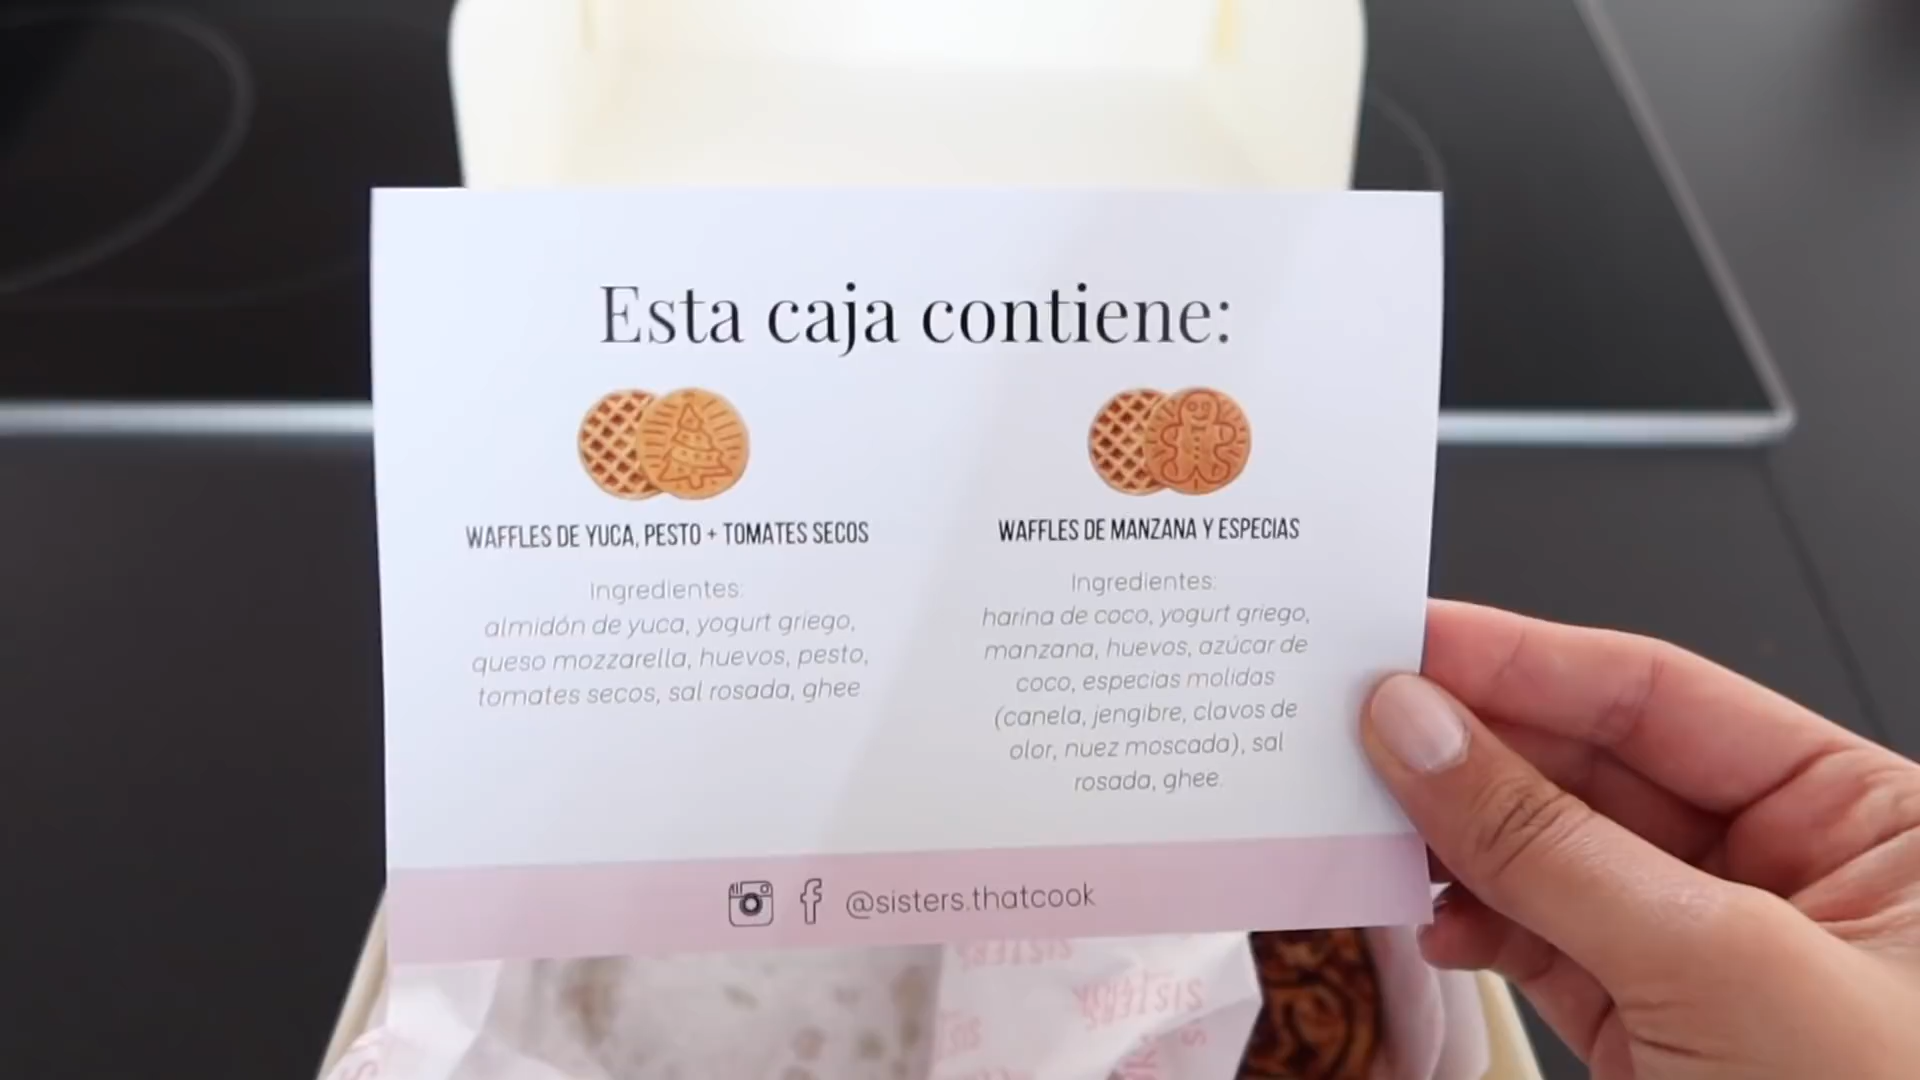 Esta caja contiene:
WAFFLES DE YUCA, PESTO + TOMATES SECOS
Ingredientes:
almidón de yuca, yogurt griego,
queso mozzarella, huevos, pesto,
tomates secos, sal rosada, ghee
WAFFLES DE MANZANA Y ESPECIAS
Ingredientes:
harina de coco, yogurt griego,
manzana, huevos, azúcar de
coco, especias molidas
(canela, jengibre, clavos de
olor, nuez moscada), sal
rosada, ghee.
@sisters.thatcook
SISTERS
SISTERS